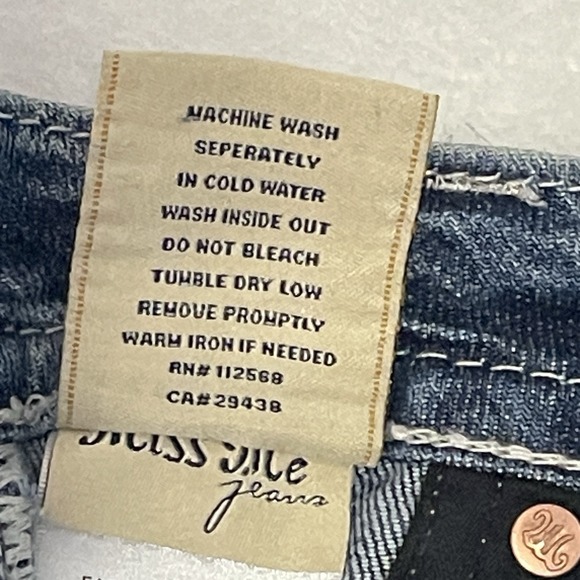 MACHINE WASH
SEPERATELY
IN COLD WATER
WASH INSIDE OUT
DO NOT BLEACH
TUMBLE DRY LOW
REMOVE PROMPTLY
WARM IRON IF NEEDED
RN# 112568
CA# 29438
Me
jeans